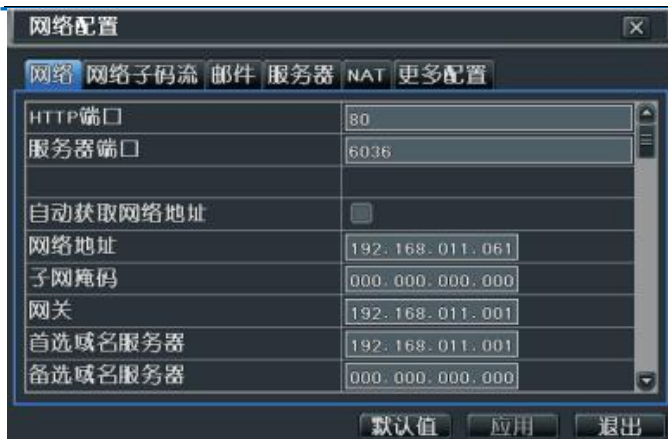 网络配置
网络 网络子码流 邮件 服务器 NAT 更多配置
HTTP端口 80
服务器端口 6036
自动获取网络地址
网络地址 192.168.011.061
子网掩码 000.000.000.000
网关 192.168.011.001
首选域名服务器 192.168.011.001
备选域名服务器 000.000.000.000
默认值 应用 退出